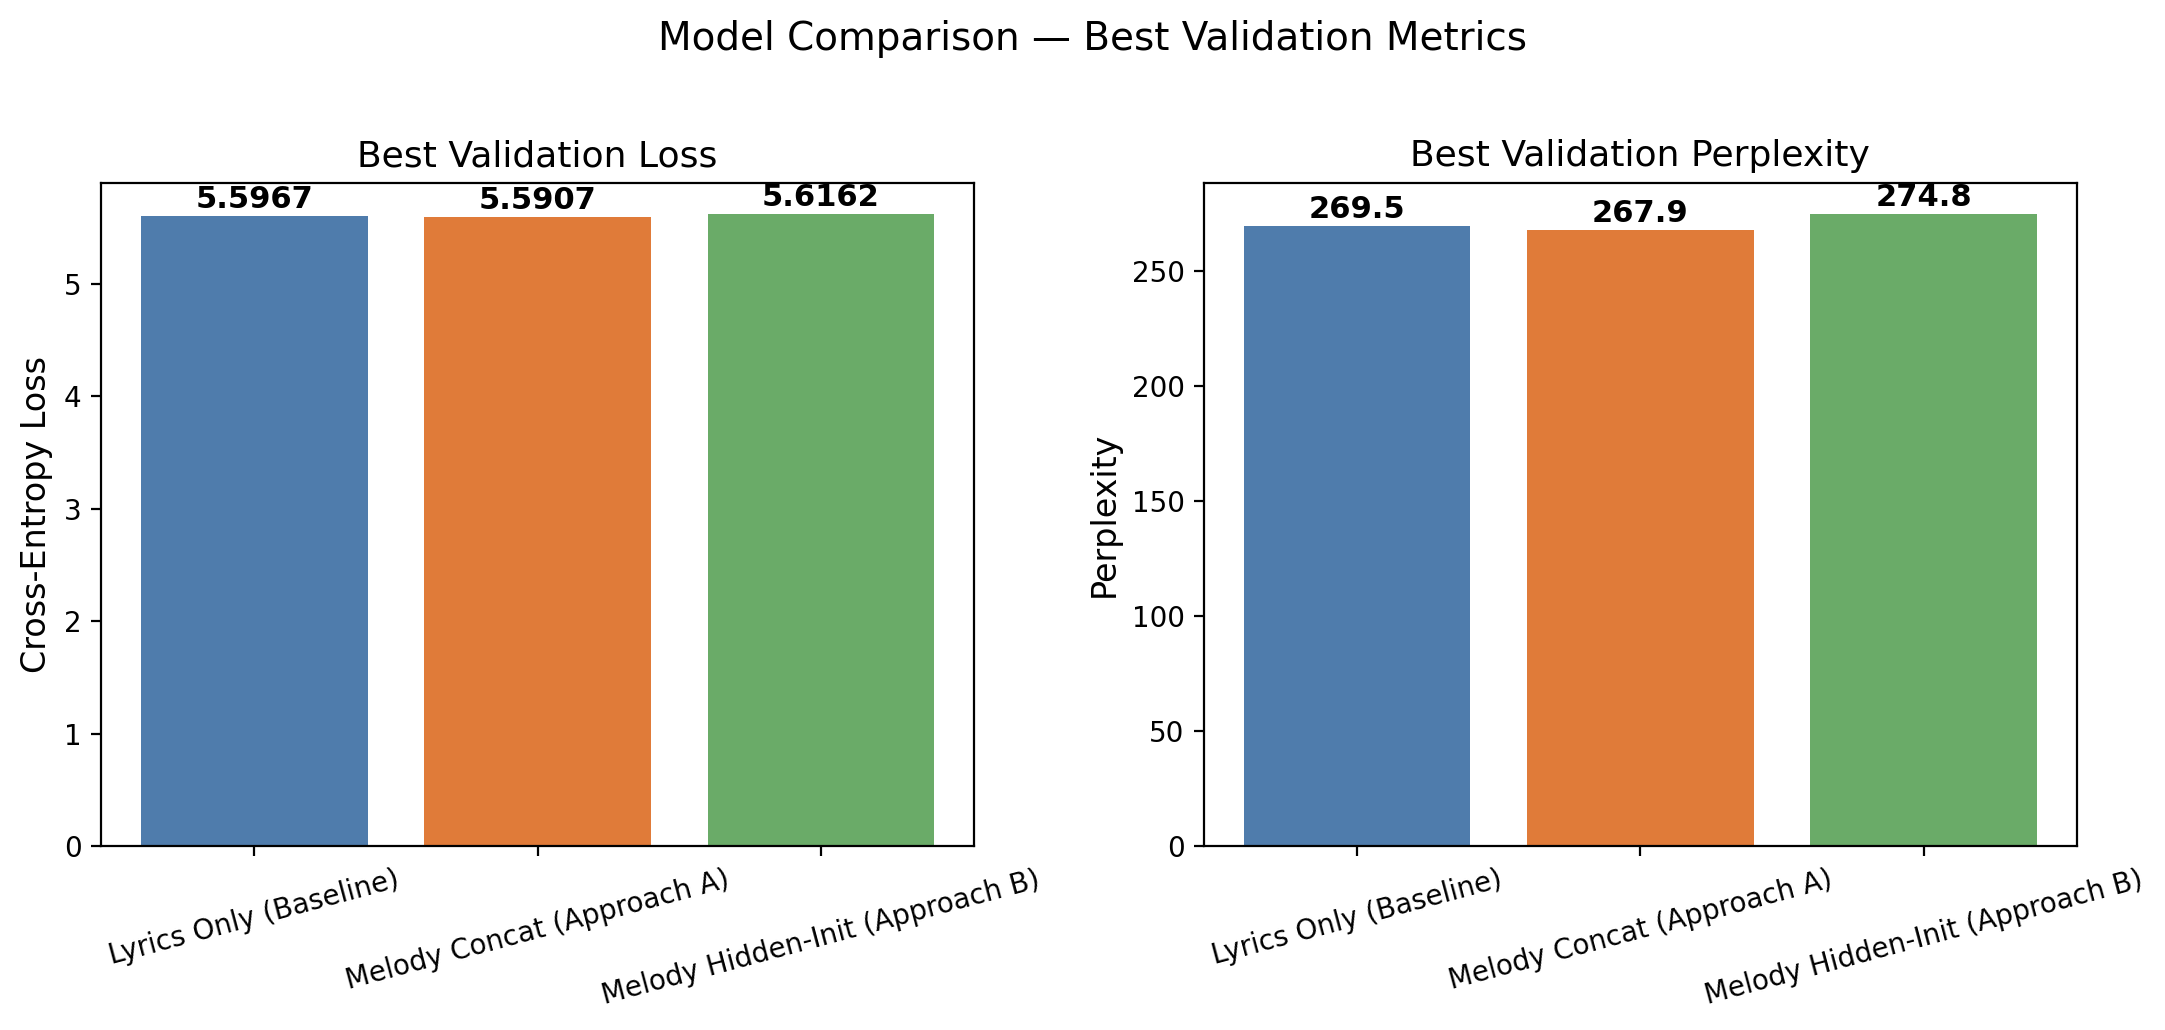 Model Comparison — Best Validation Metrics
Best Validation Loss
5.5967 5.5907 5.6162
Cross-Entropy Loss
5
4
3
2
1
0
Lyrics Only (Baseline)
Melody Concat (Approach A)
Melody Hidden-Init (Approach B)
Best Validation Perplexity
269.5 267.9 274.8
Perplexity
250
200
150
100
50
0
Lyrics Only (Baseline)
Melody Concat (Approach A)
Melody Hidden-Init (Approach B)